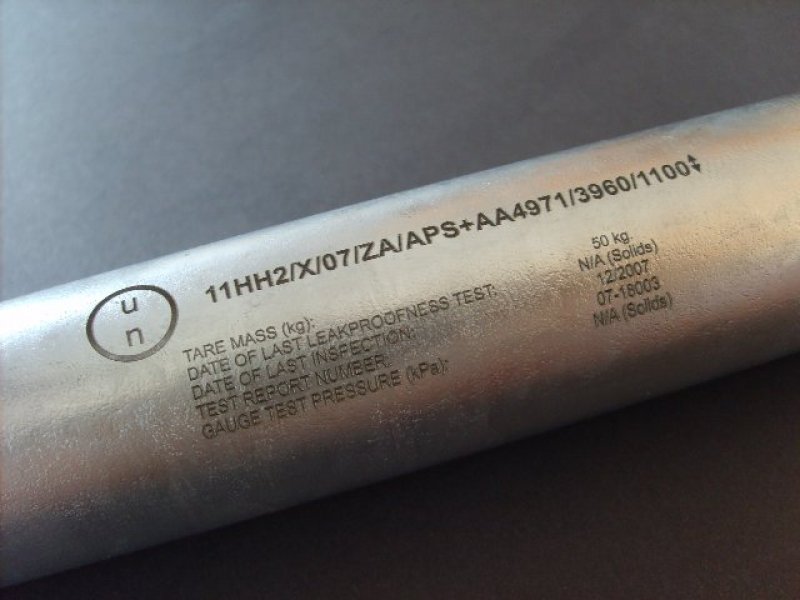 u
n
11HH2/X/07/ZA/APS+AA4971/3960/1100
TARE MASS (kg): 50 kg.
DATE OF LAST LEAKPROOFNESS TEST: N/A (Solids)
DATE OF LAST INSPECTION: 12/2007
TEST REPORT NUMBER: 07-18003
GAUGE TEST PRESSURE (kPa): N/A (Solids)